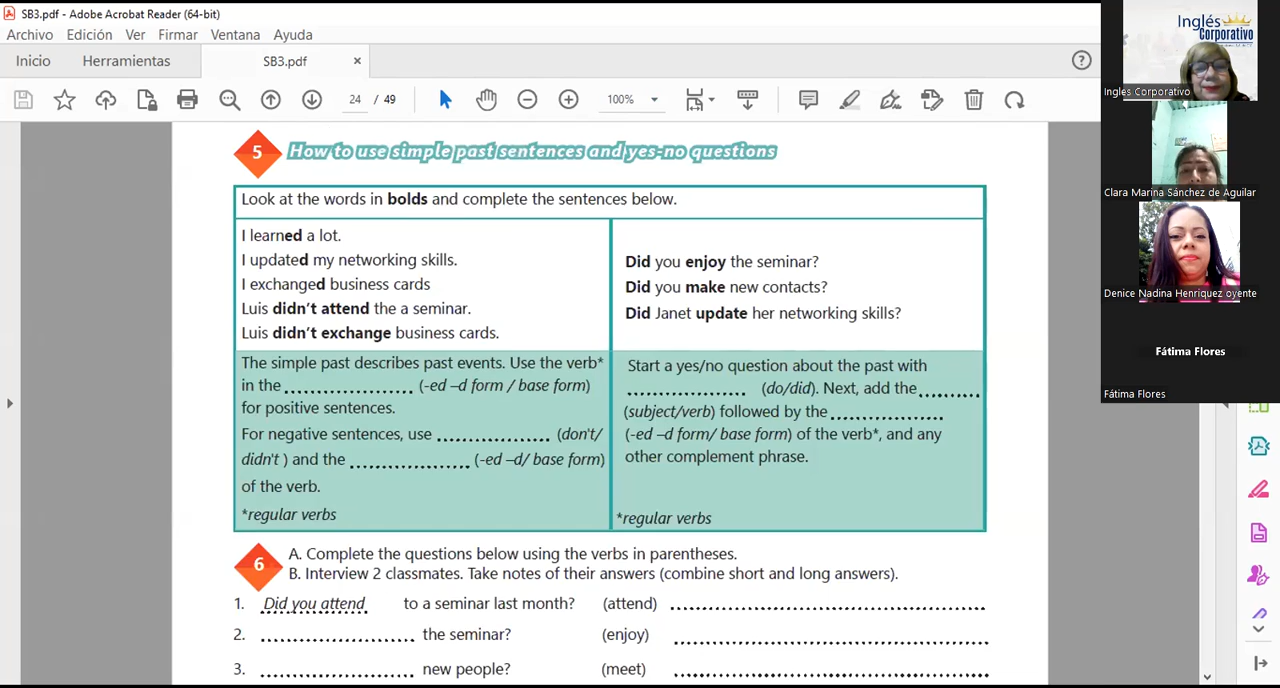 SB3.pdf - Adobe Acrobat Reader (64-bit)
Archivo Edición Ver Firmar Ventana Ayuda
Inicio Herramientas SB3.pdf ×
24 / 49 100%
5 How to use simple past sentences and yes-no questions
Look at the words in bolds and complete the sentences below.
I learned a lot.
I updated my networking skills.
I exchanged business cards
Luis didn't attend the a seminar.
Luis didn't exchange business cards.
Did you enjoy the seminar?
Did you make new contacts?
Did Janet update her networking skills?
The simple past describes past events. Use the verb*
in the ........................ (-ed –d form / base form)
for positive sentences.
For negative sentences, use ..................... (don't/
didn't ) and the ...................... (-ed –d/ base form)
of the verb.
*regular verbs
Start a yes/no question about the past with
...................... (do/did). Next, add the...........
(subject/verb) followed by the .....................
(-ed –d form/ base form) of the verb*, and any
other complement phrase.
*regular verbs
6 A. Complete the questions below using the verbs in parentheses.
B. Interview 2 classmates. Take notes of their answers (combine short and long answers).
1. Did you attend to a seminar last month? (attend) ..........................................................
2. ............................. the seminar? (enjoy) ..........................................................
3. ............................. new people? (meet) ..........................................................
Inglés
Corporativo
Ingles Corporativo
Clara Marina Sánchez de Aguilar
Denice Nadina Henriquez oyente
Fátima Flores
Fátima Flores